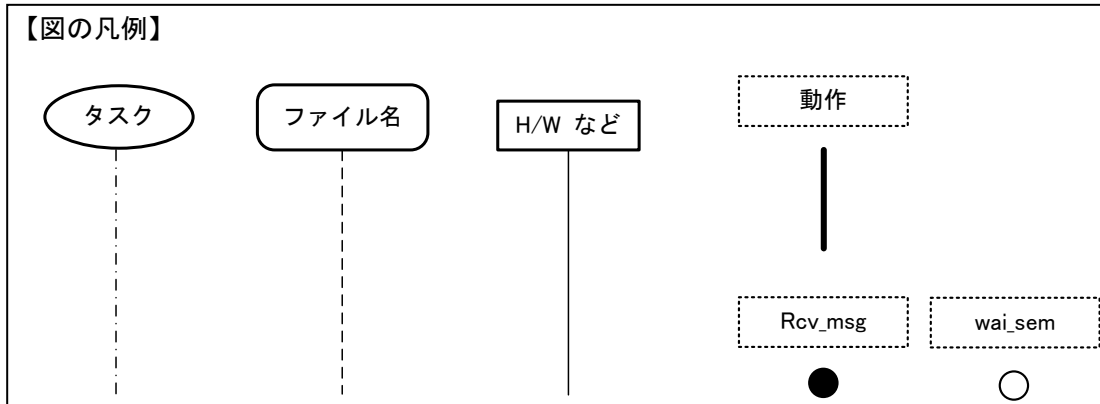 【図の凡例】
タスク
ファイル名
H/W など
動作
Rcv_msg
wai_sem